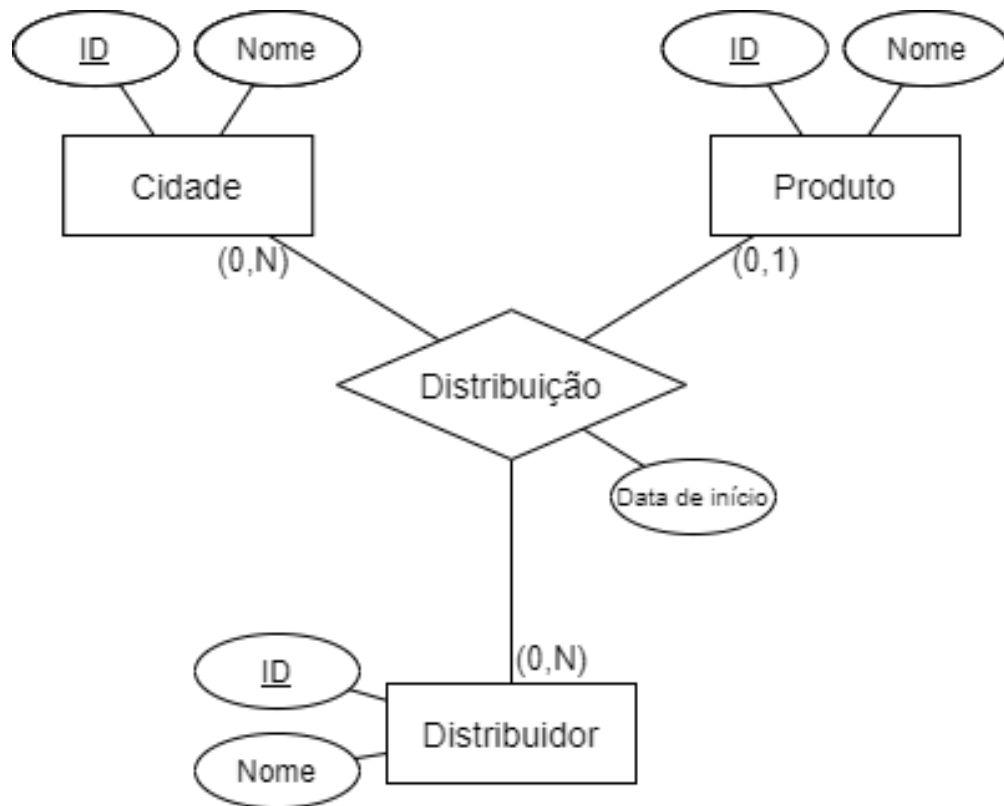 ID
Nome
ID
Nome
Cidade
Produto
(0,N)
(0,1)
Distribuição
Data de início
(0,N)
ID
Distribuidor
Nome